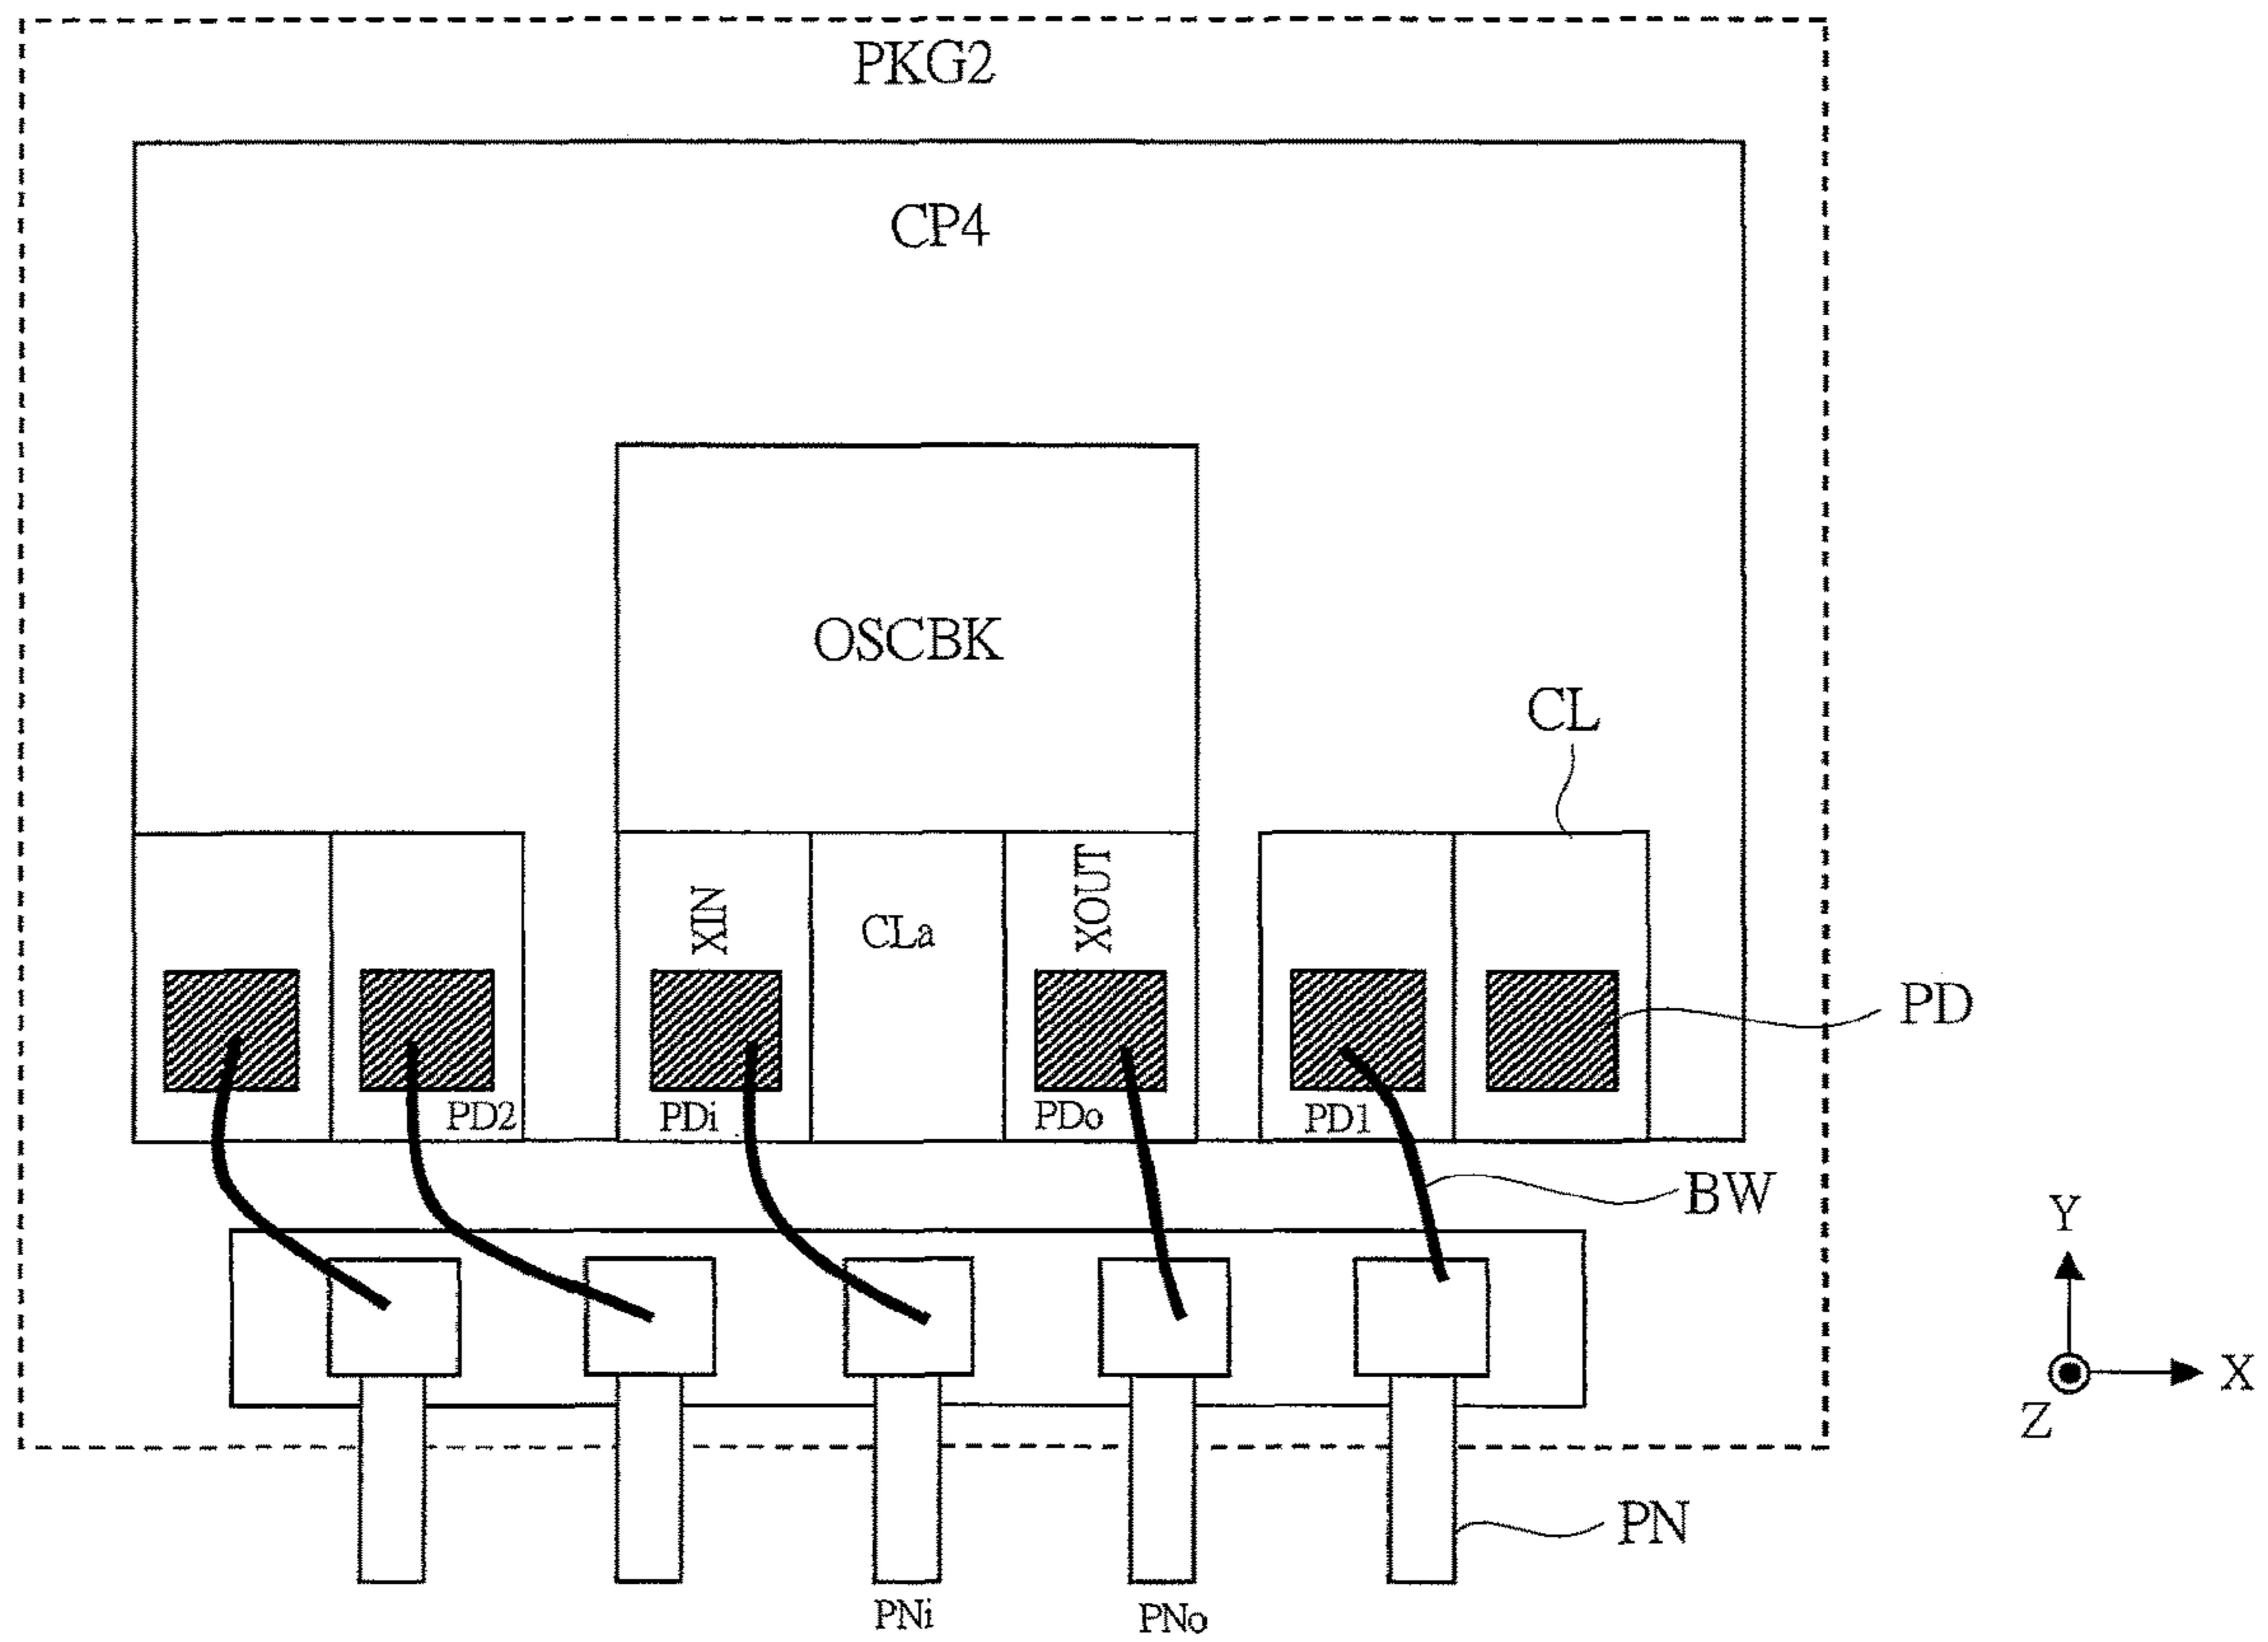 PKG2
CP4
OSCBK
CL
XIN
CLa
XOUT
PD
PD2
PDi
PDo
PD1
BW
Y
X
Z
PN
PNi
PNo